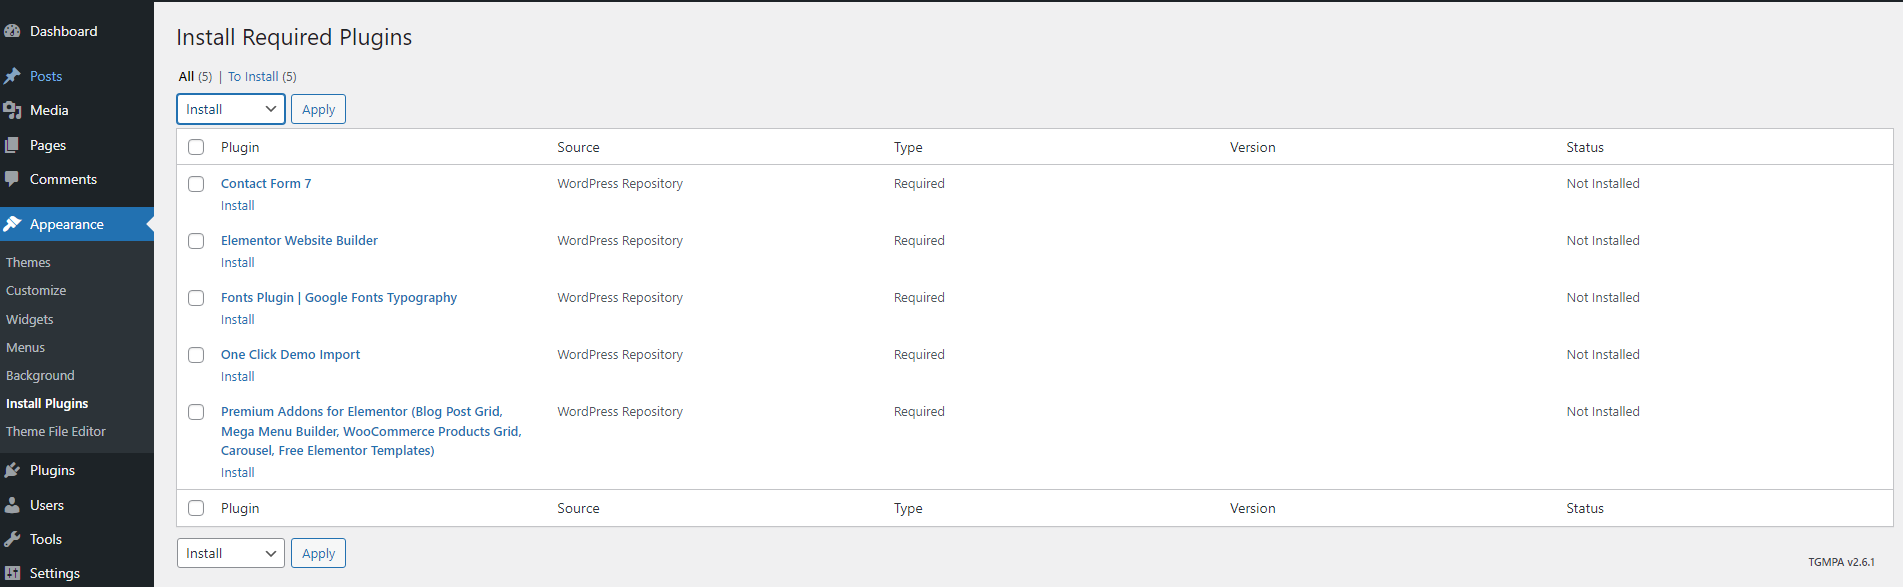 Dashboard
Posts
Media
Pages
Comments
Appearance
Themes
Customize
Widgets
Menus
Background
Install Plugins
Theme File Editor
Plugins
Users
Tools
Settings
Install Required Plugins
All (5) | To Install (5)
Install Apply
Plugin Source Type Version Status
Contact Form 7 WordPress Repository Required Not Installed
Install
Elementor Website Builder WordPress Repository Required Not Installed
Install
Fonts Plugin | Google Fonts Typography WordPress Repository Required Not Installed
Install
One Click Demo Import WordPress Repository Required Not Installed
Install
Premium Addons for Elementor (Blog Post Grid, WordPress Repository Required Not Installed
Mega Menu Builder, WooCommerce Products Grid,
Carousel, Free Elementor Templates)
Install
Plugin Source Type Version Status
Install Apply
TGMPA v2.6.1